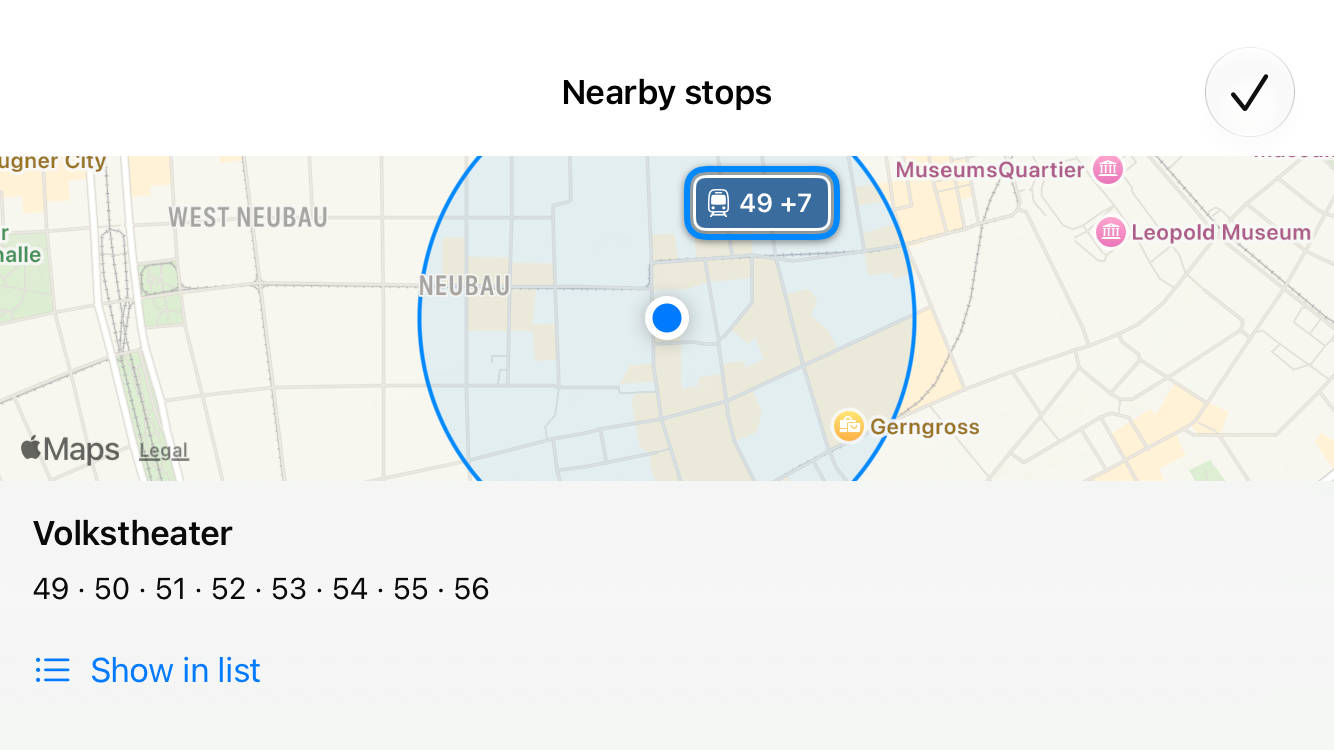 Nearby stops
ugner City
MuseumsQuartier
WEST NEUBAU
49 +7
Leopold Museum
halle
NEUBAU
Gerngross
Maps
Legal
Volkstheater
49 · 50 · 51 · 52 · 53 · 54 · 55 · 56
Show in list